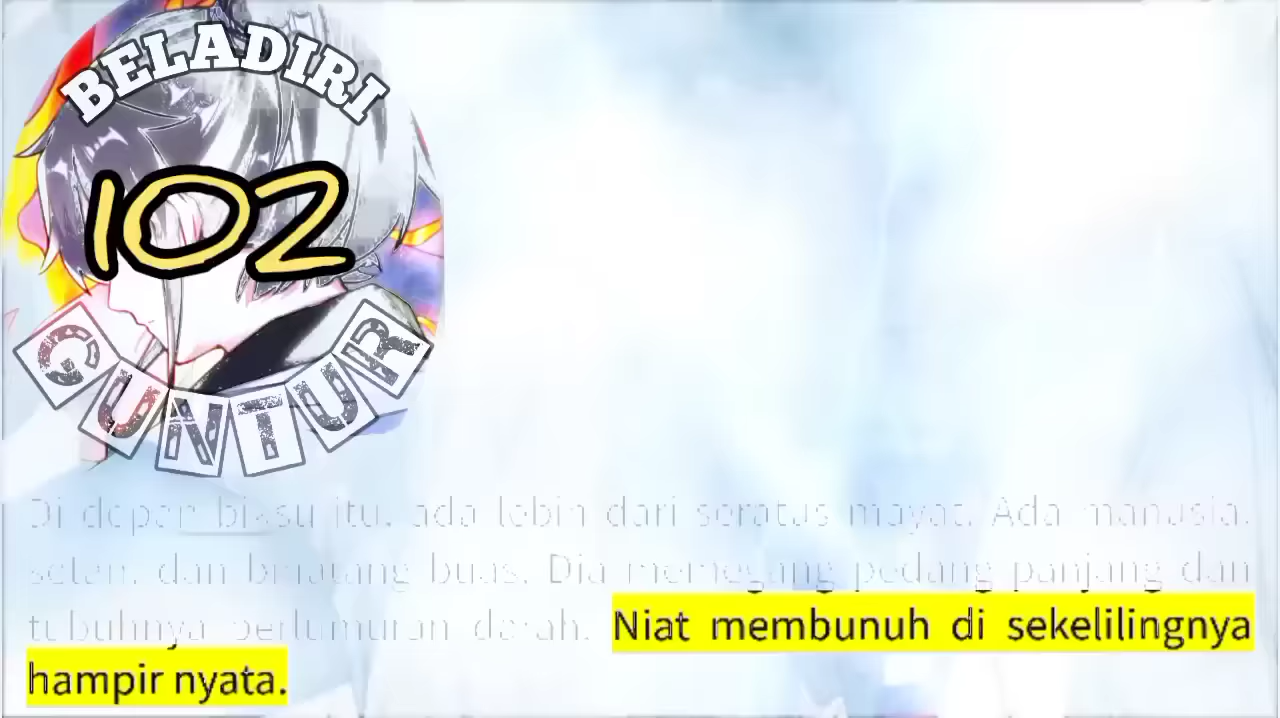 BELADIRI
102
GUNTUR
Di depan biksu itu, ada lebih dari seratus mayat. Ada manusia,
setan, dan binatang buas. Dia memegang pedang panjang dan
tubuhnya berlumuran darah. Niat membunuh di sekelilingnya
hampir nyata.